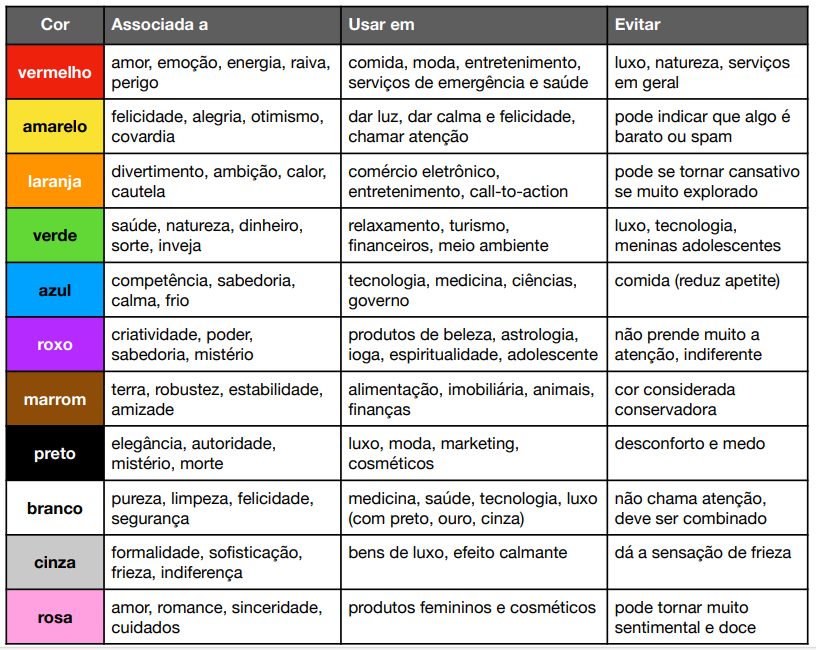 Cor Associada a Usar em Evitar
vermelho amor, emoção, energia, raiva, perigo comida, moda, entretenimento, serviços de emergência e saúde luxo, natureza, serviços em geral
amarelo felicidade, alegria, otimismo, covardia dar luz, dar calma e felicidade, chamar atenção pode indicar que algo é barato ou spam
laranja divertimento, ambição, calor, cautela comércio eletrônico, entretenimento, call-to-action pode se tornar cansativo se muito explorado
verde saúde, natureza, dinheiro, sorte, inveja relaxamento, turismo, financeiros, meio ambiente luxo, tecnologia, meninas adolescentes
azul competência, sabedoria, calma, frio tecnologia, medicina, ciências, governo comida (reduz apetite)
roxo criatividade, poder, sabedoria, mistério produtos de beleza, astrologia, ioga, espiritualidade, adolescente não prende muito a atenção, indiferente
marrom terra, robustez, estabilidade, amizade alimentação, imobiliária, animais, finanças cor considerada conservadora
preto elegância, autoridade, mistério, morte luxo, moda, marketing, cosméticos desconforto e medo
branco pureza, limpeza, felicidade, segurança medicina, saúde, tecnologia, luxo (com preto, ouro, cinza) não chama atenção, deve ser combinado
cinza formalidade, sofisticação, frieza, indiferença bens de luxo, efeito calmante dá a sensação de frieza
rosa amor, romance, sinceridade, cuidados produtos femininos e cosméticos pode tornar muito sentimental e doce